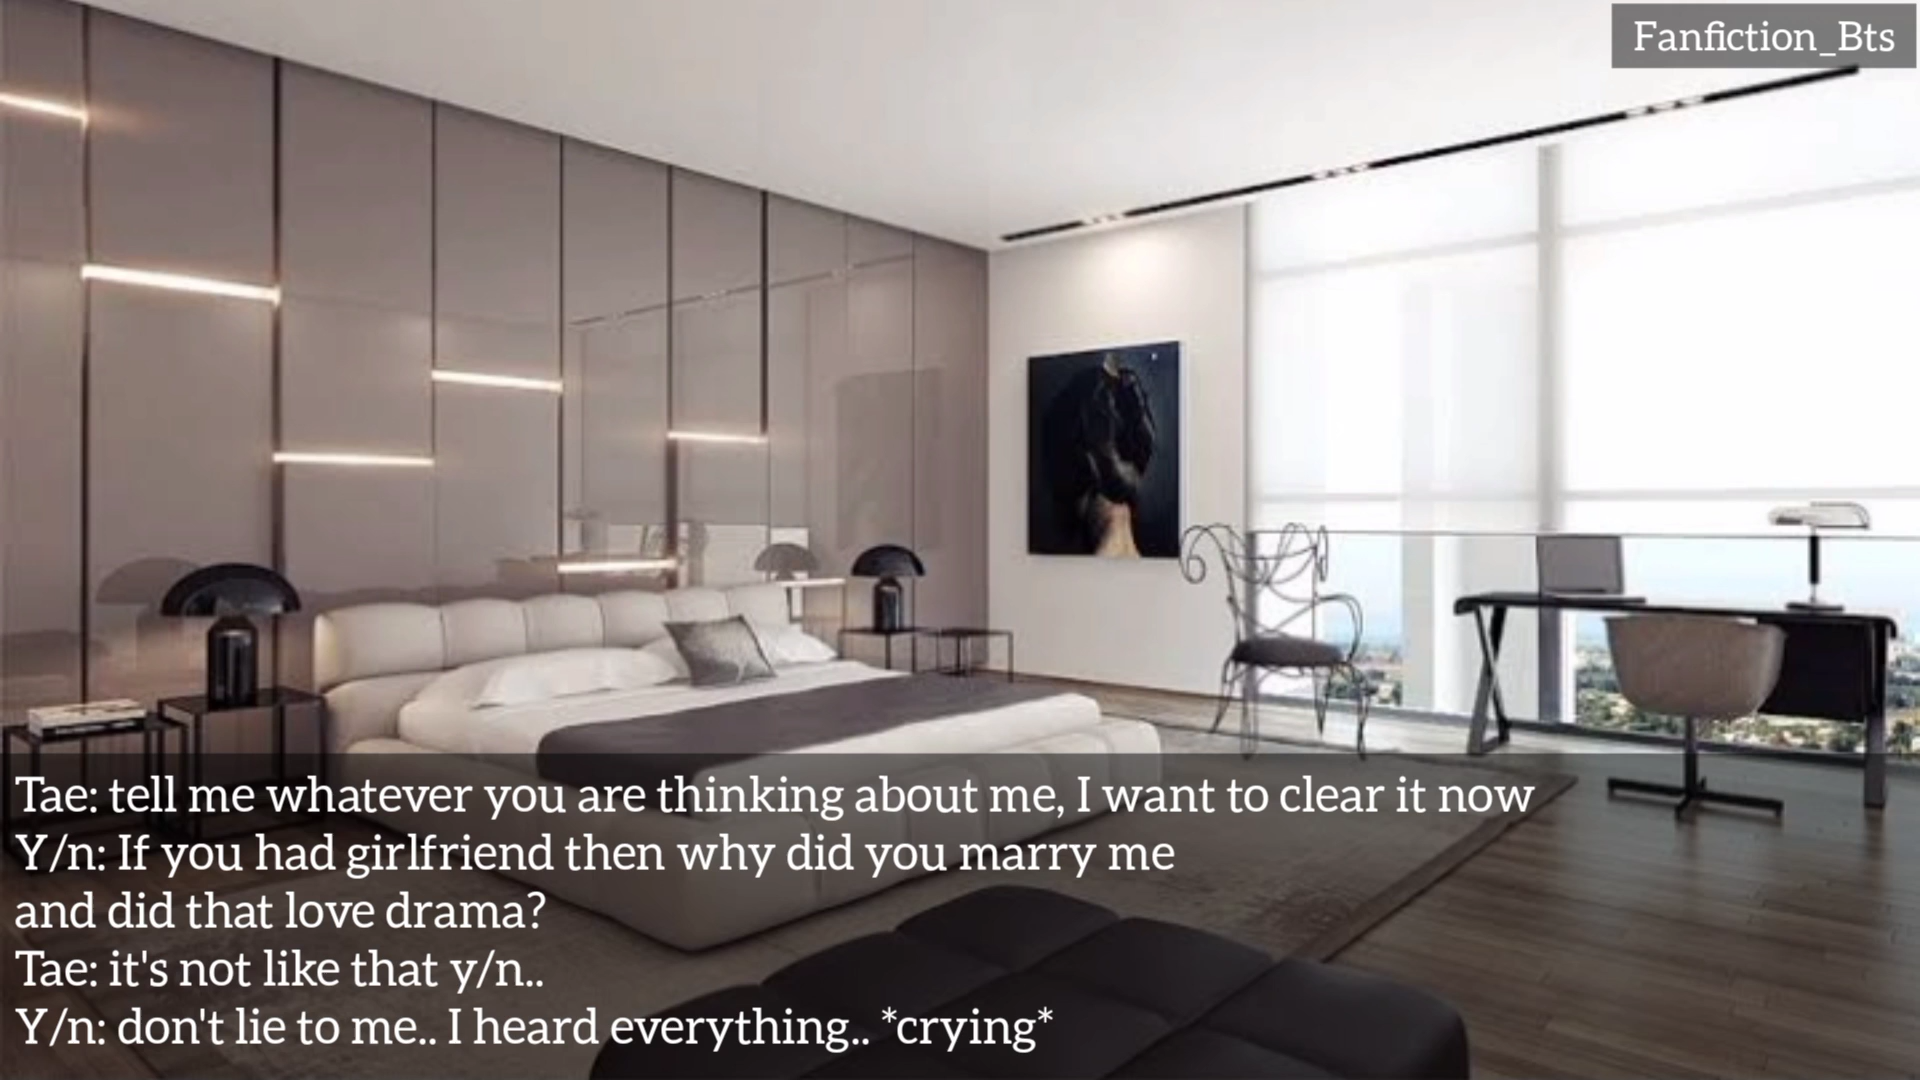 Fanfiction_Bts
Tae: tell me whatever you are thinking about me, I want to clear it now
Y/n: If you had girlfriend then why did you marry me
and did that love drama?
Tae: it's not like that y/n..
Y/n: don't lie to me.. I heard everything.. *crying*